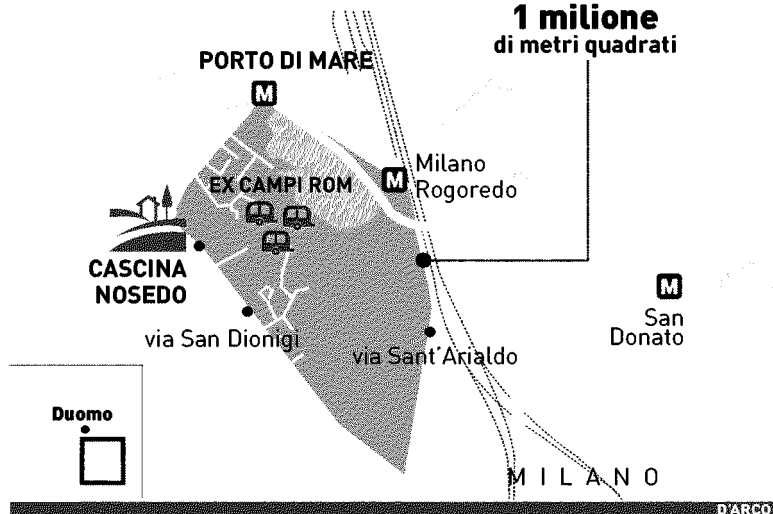 1 milione
di metri quadrati
PORTO DI MARE
M
M
Milano
Rogoredo
EX CAMPI ROM
CASCINA
NOSEDO
M
San
Donato
via San Dionigi
via Sant'Arialdo
Duomo
MILANO
D'ARCO